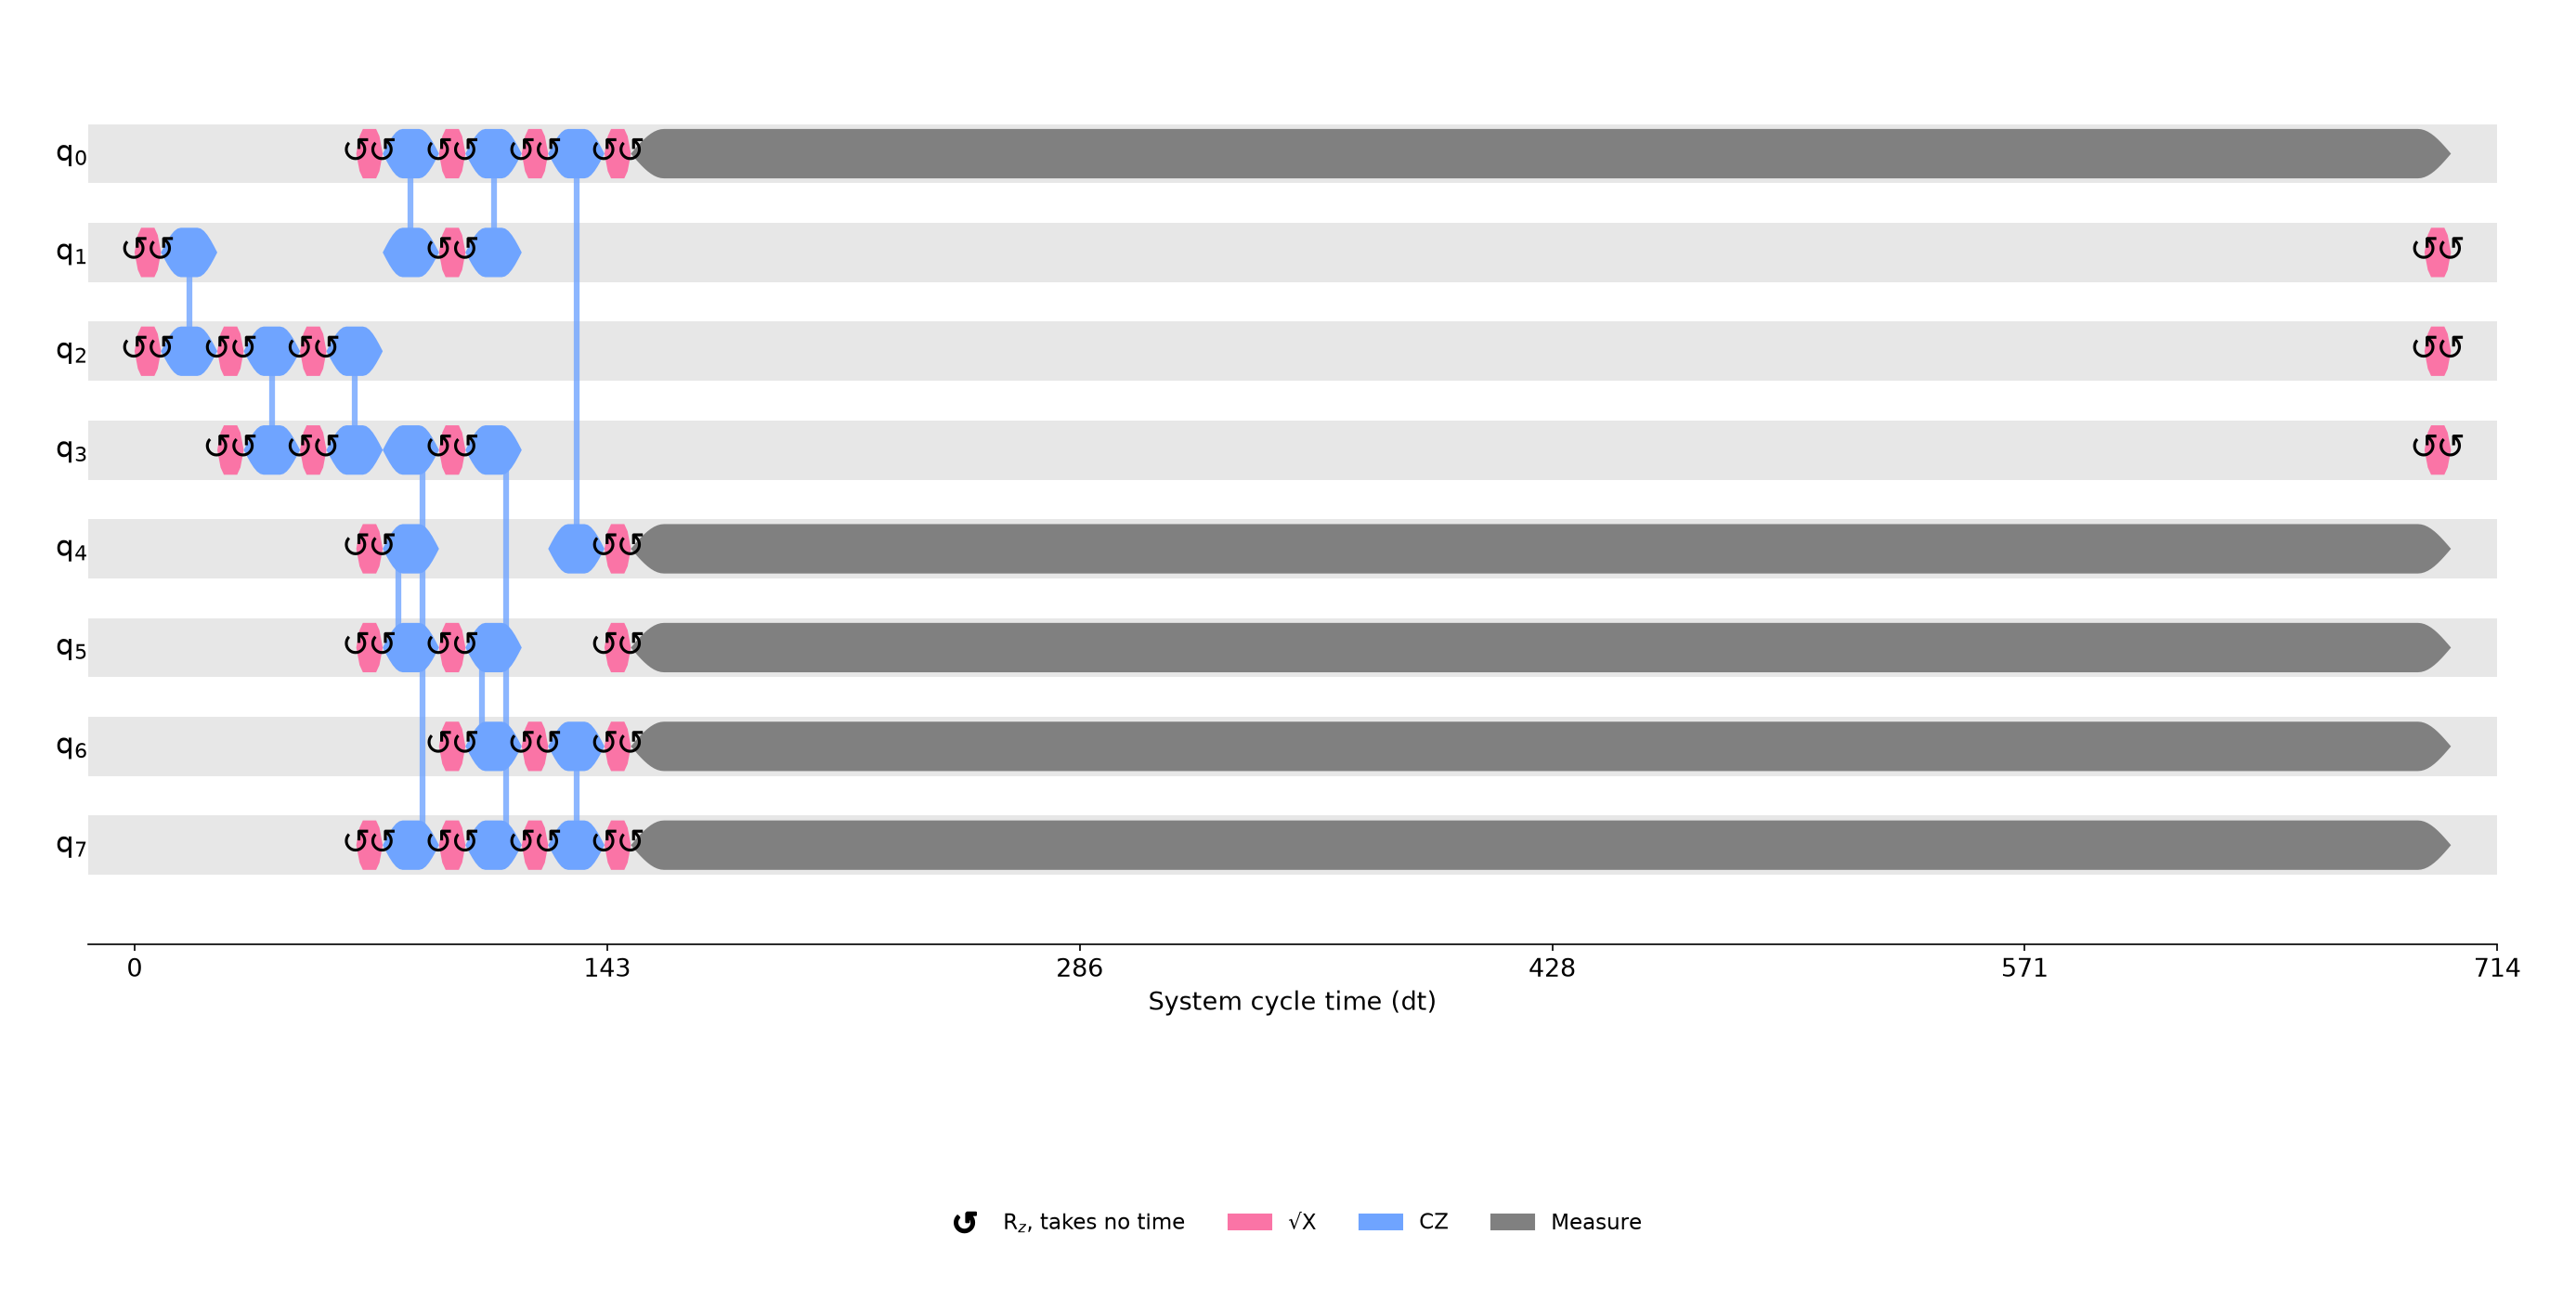 q₀
q₁
q₂
q₃
q₄
q₅
q₆
q₇
0 143 286 428 571 714
System cycle time (dt)
R_z, takes no time √X CZ Measure